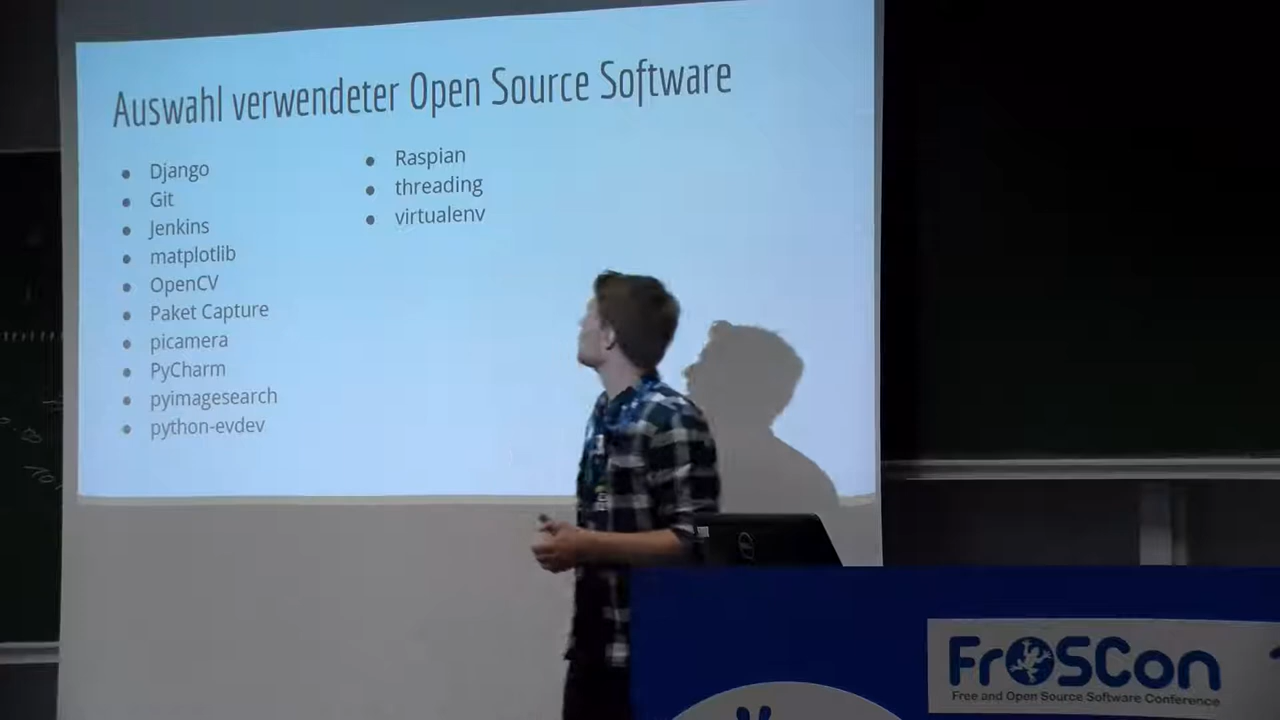 Auswahl verwendeter Open Source Software
Django
Git
Jenkins
matplotlib
OpenCV
Paket Capture
picamera
PyCharm
pyimagesearch
python-evdev
Raspian
threading
virtualenv
FrOSCon
Free and Open Source Software Conference